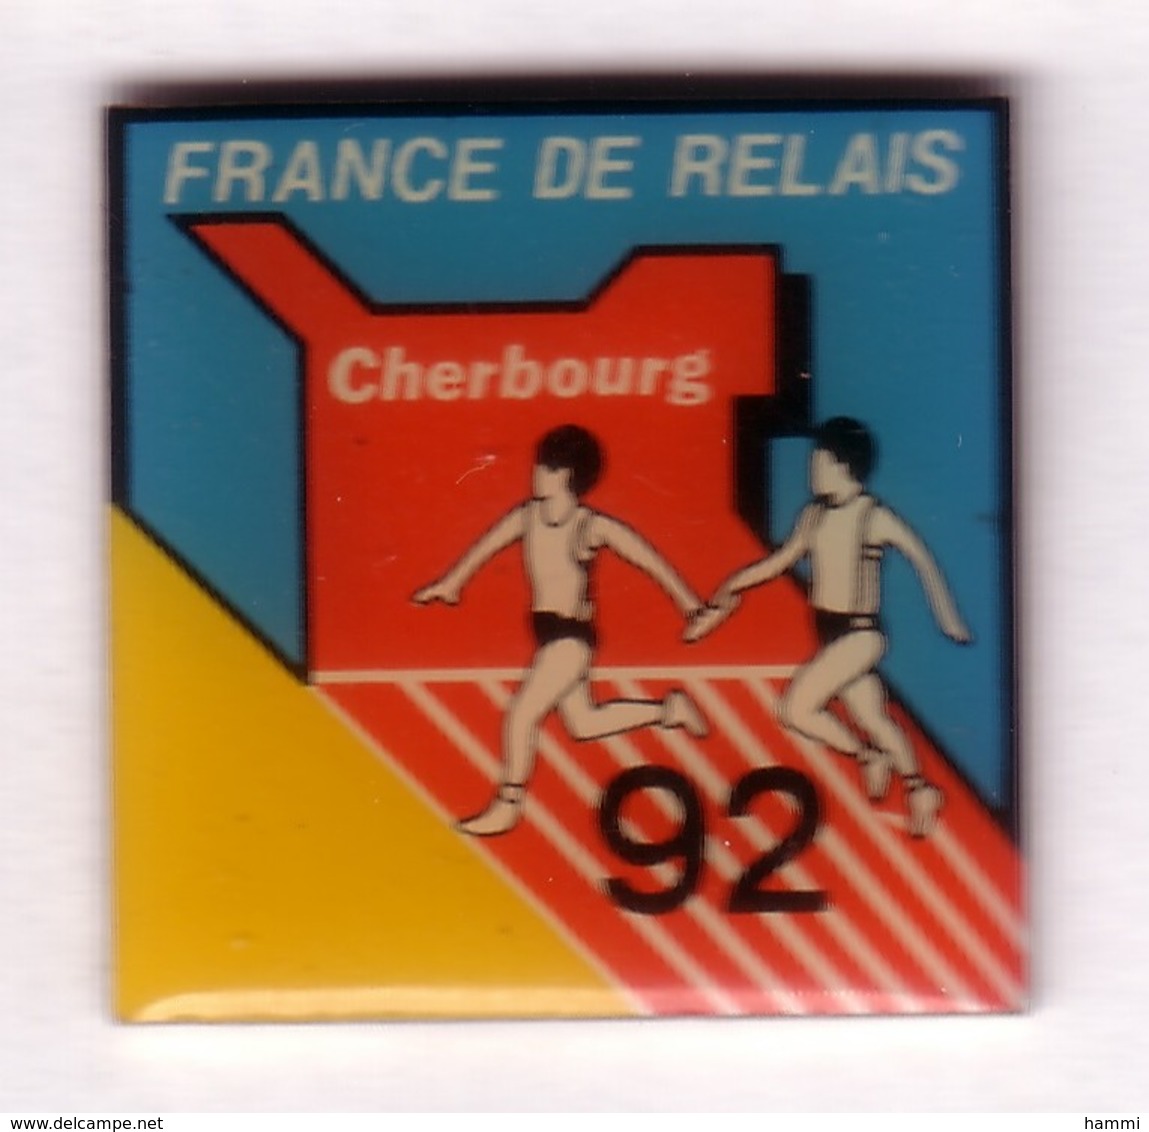 FRANCE DE RELAIS
Cherbourg
92
www.delcampe.net
hammi